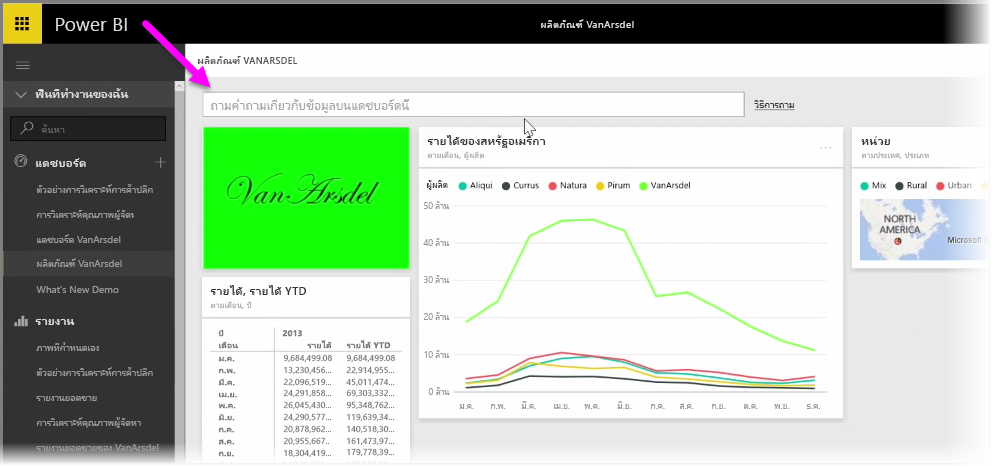 Power BI
ผลิตภัณฑ์ VanArsdel
ผลิตภัณฑ์ VANARSDEL
พื้นที่ทำงานของฉัน
ค้นหา
แดชบอร์ด
ตัวอย่างการวิเคราะห์การค้าปลีก
การวิเคราะห์คุณภาพผู้จัดห
แดชบอร์ด VanArsdel
ผลิตภัณฑ์ VanArsdel
What's New Demo
รายงาน
ภาพที่กำหนดเอง
ตัวอย่างการวิเคราะห์การค้าปลีก
รายงานยอดขาย
การวิเคราะห์คุณภาพผู้จัดหา
รายงานยอดขายของ VanArsdel
ถามคำถามเกี่ยวกับข้อมูลบนแดชบอร์ดนี้
วิธีการถาม
VanArsdel
รายได้, รายได้ YTD
ตามเดือน, ปี
ปี 2013
เดือน รายได้ รายได้ YTD
ม.ค. 9,684,499.08 9,684,499.08
ก.พ. 13,230,456... 22,914,955...
มี.ค. 22,096,519... 45,011,474...
เม.ย. 24,291,858... 69,303,332...
พ.ค. 26,045,430... 95,348,762...
มิ.ย. 24,290,577... 119,639,34...
ก.ค. 20,878,962... 140,518,30...
ส.ค. 20,955,667... 161,473,97...
ก.ย. 18,304,419... 179,778,39...
รายได้ของสหรัฐอเมริกา
ตามเดือน, ผู้ผลิต
ผู้ผลิต Aliqui Currus Natura Pirum VanArsdel
50 ล้าน
40 ล้าน
30 ล้าน
20 ล้าน
10 ล้าน
0 ล้าน
ม.ค. ก.พ. มี.ค. เม.ย. พ.ค. มิ.ย. ก.ค. ส.ค. ก.ย. ต.ค. พ.ย. ธ.ค.
หน่วย
ตามประเทศ, ประเภท
Mix Rural Urban
NORTH
AMERICA
Microsoft C